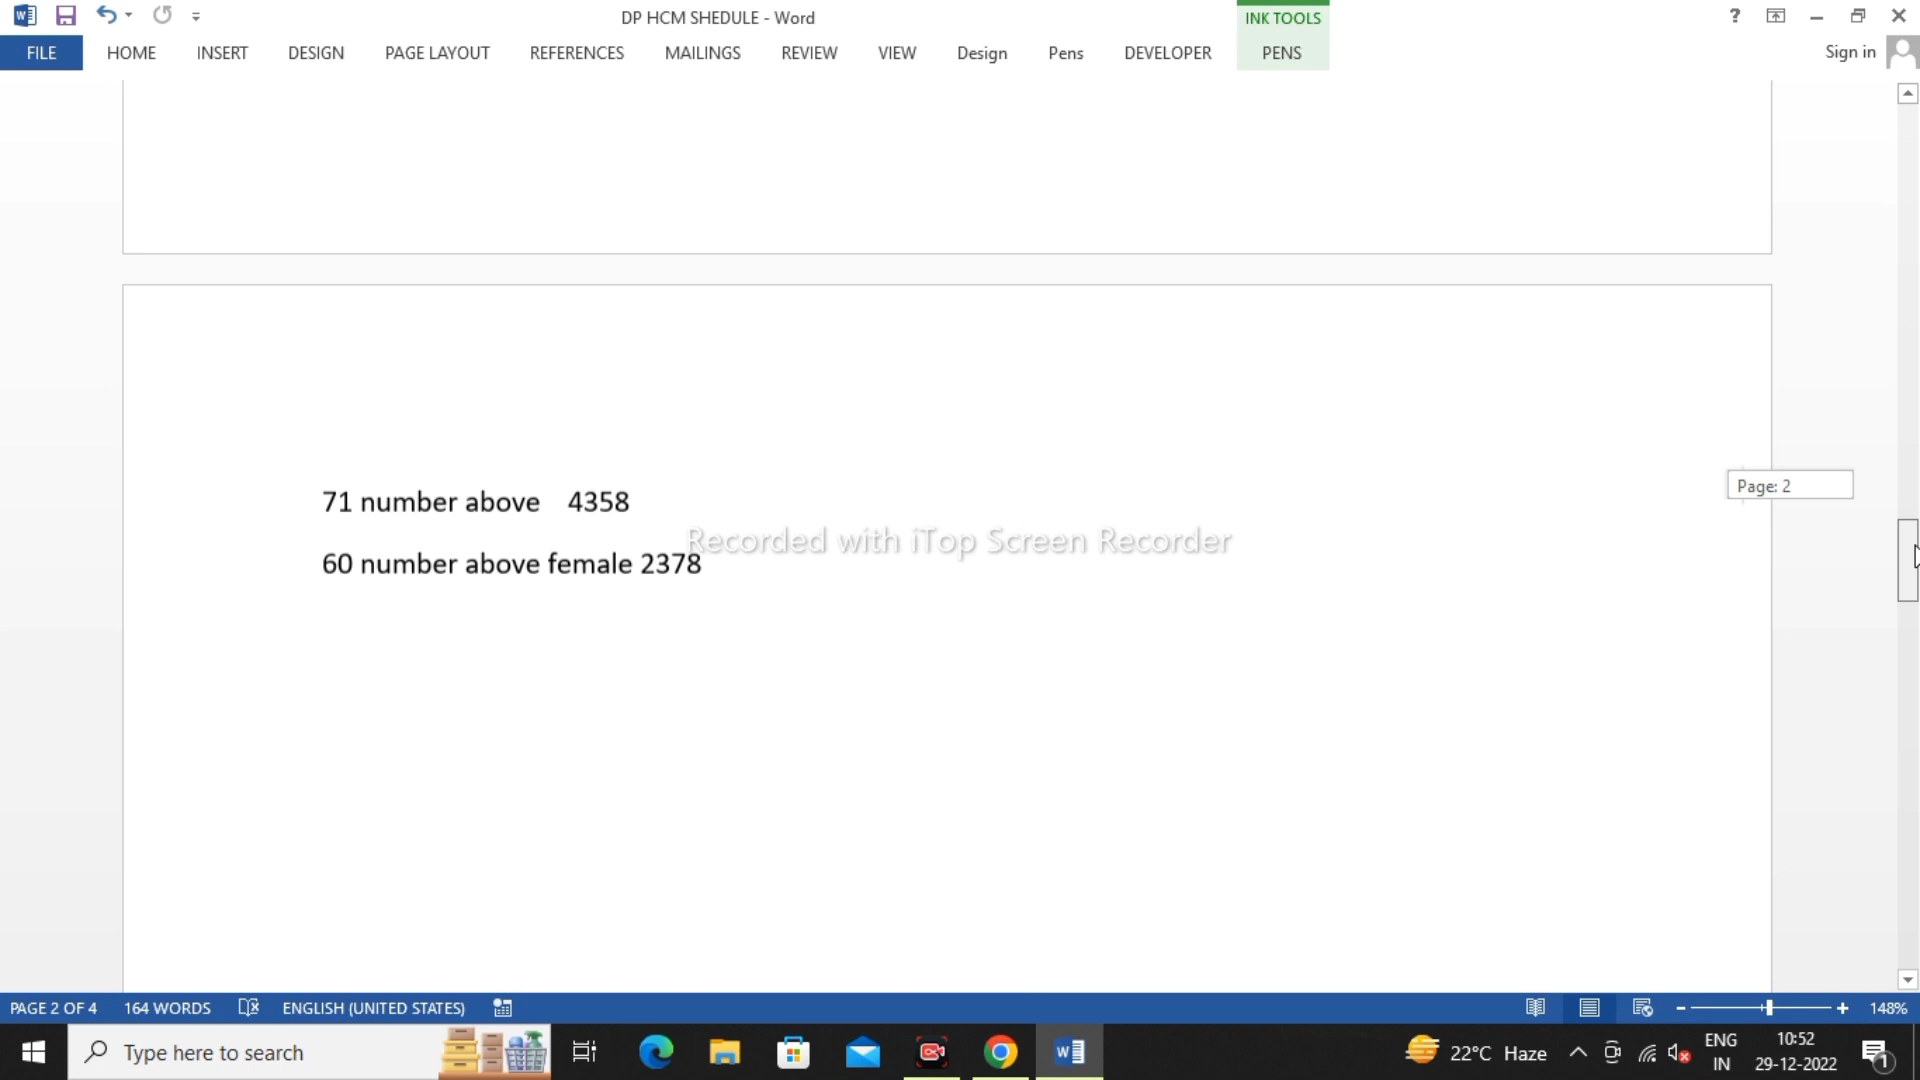 DP HCM SHEDULE - Word
INK TOOLS
?
FILE HOME INSERT DESIGN PAGE LAYOUT REFERENCES MAILINGS REVIEW VIEW Design Pens DEVELOPER PENS
Sign in
71 number above 4358
Page: 2
Recorded with iTop Screen Recorder
60 number above female 2378
PAGE 2 OF 4 164 WORDS ENGLISH (UNITED STATES) 148%
Type here to search
22°C Haze
ENG
IN
10:52
29-12-2022
1